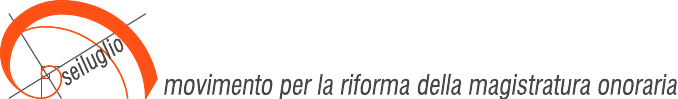 seiluglio
movimento per la riforma della magistratura onoraria